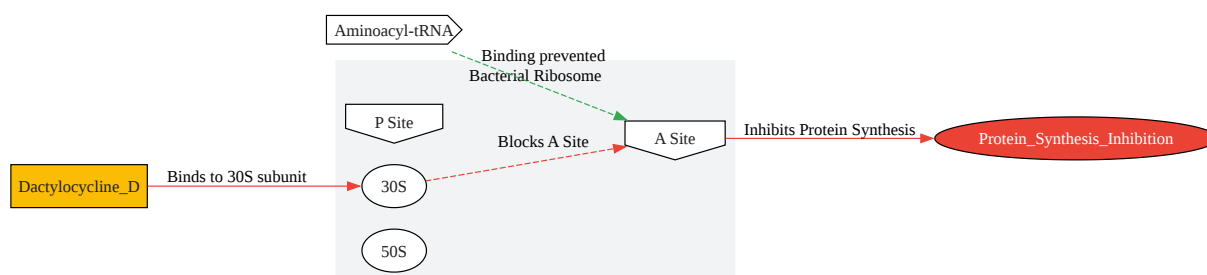 Aminoacyl-tRNA
Binding prevented
Bacterial Ribosome
P Site
Blocks A Site
A Site
Inhibits Protein Synthesis
Protein_Synthesis_Inhibition
Dactylocycline_D
Binds to 30S subunit
30S
50S